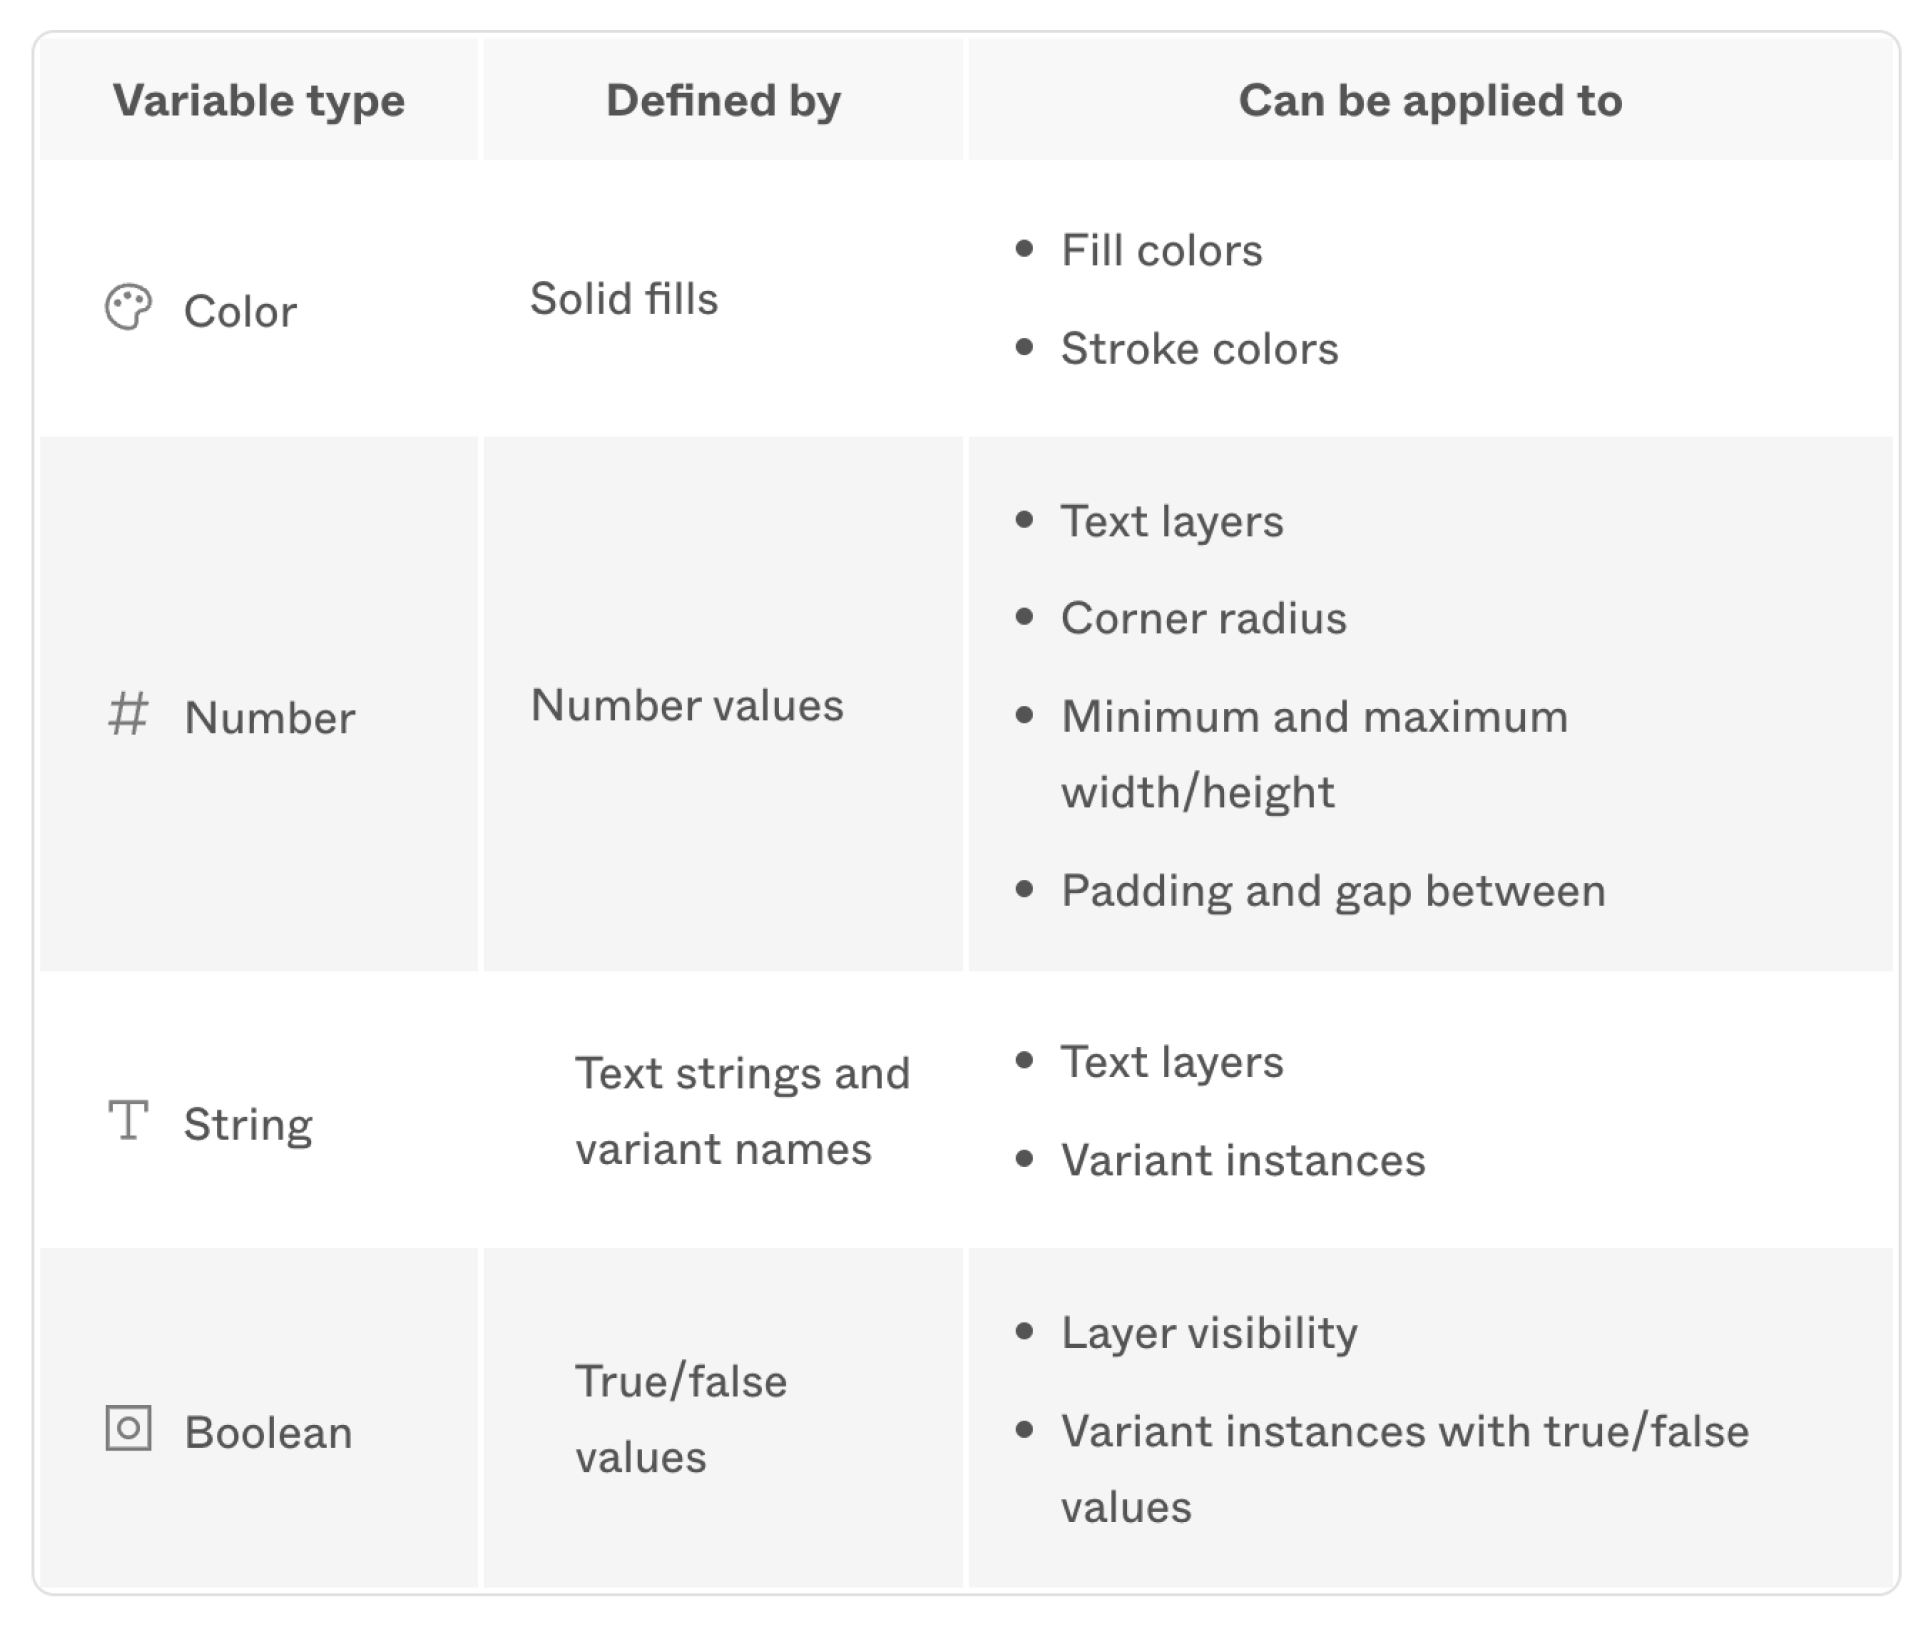 Variable type
Defined by
Can be applied to
Color
Solid fills
• Fill colors
• Stroke colors
Number
Number values
• Text layers
• Corner radius
• Minimum and maximum
width/height
• Padding and gap between
String
Text strings and
variant names
• Text layers
• Variant instances
Boolean
True/false
values
• Layer visibility
• Variant instances with true/false
values